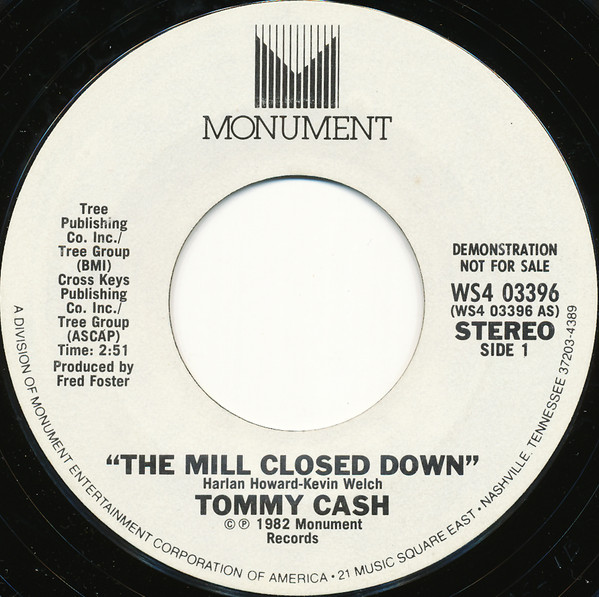 MONUMENT
Tree
Publishing
Co. Inc./
Tree Group
(BMI)
Cross Keys
Publishing
Co. Inc./
Tree Group
(ASCAP)
Time: 2:51
Produced by
Fred Foster
DEMONSTRATION
NOT FOR SALE
WS4 03396
(WS4 03396 AS)
STEREO
SIDE 1
"THE MILL CLOSED DOWN"
Harlan Howard-Kevin Welch
TOMMY CASH
© ℗ 1982 Monument
Records
A DIVISION OF MONUMENT ENTERTAINMENT CORPORATION OF AMERICA • 21 MUSIC SQUARE EAST • NASHVILLE, TENNESSEE 37203-4389